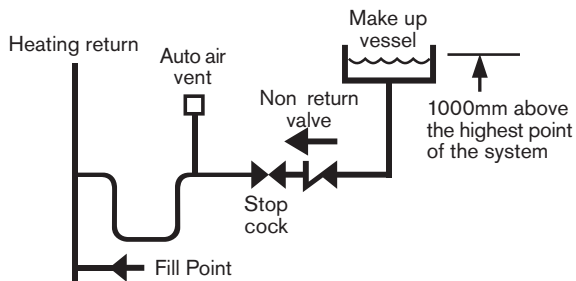 Heating return
Auto air
vent
Make up
vessel
Non return
valve
1000mm above
the highest point
of the system
Stop
cock
Fill Point